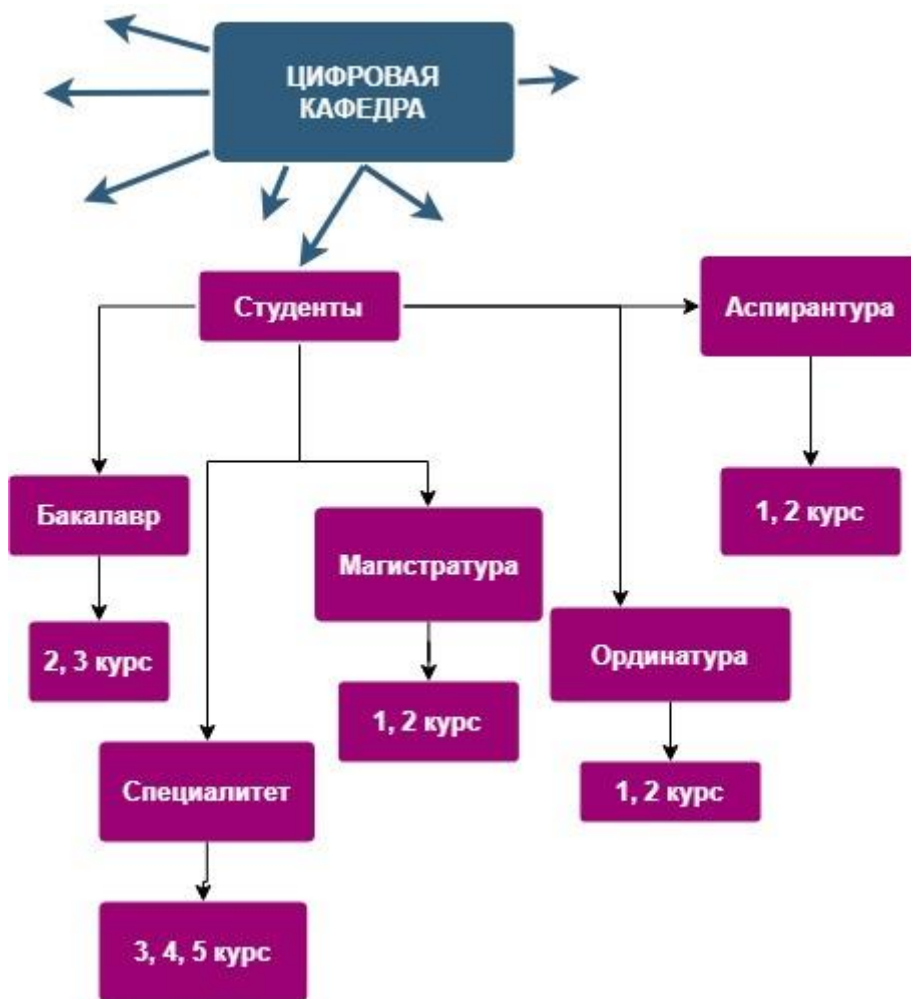 ЦИФРОВАЯ
КАФЕДРА
Студенты
Аспирантура
Бакалавр
1, 2 курс
Магистратура
2, 3 курс
Ординатура
1, 2 курс
Специалитет
1, 2 курс
3, 4, 5 курс